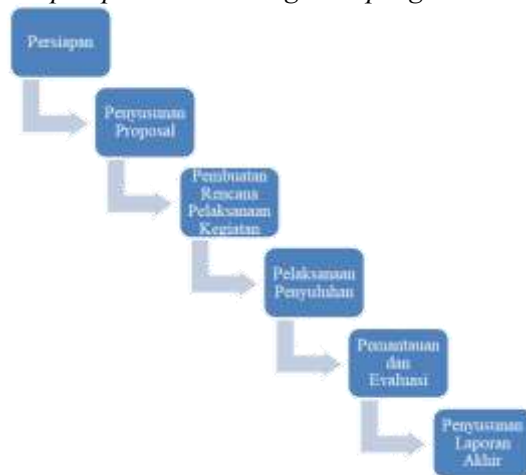 Persiapan
Penyusunan
Proposal
Pembuatan
Rencana
Pelaksanaan
Kegiatan
Pelaksanaan
Penyuluhan
Pemantauan
dan
Evaluasi
Penyusunan
Laporan
Akhir